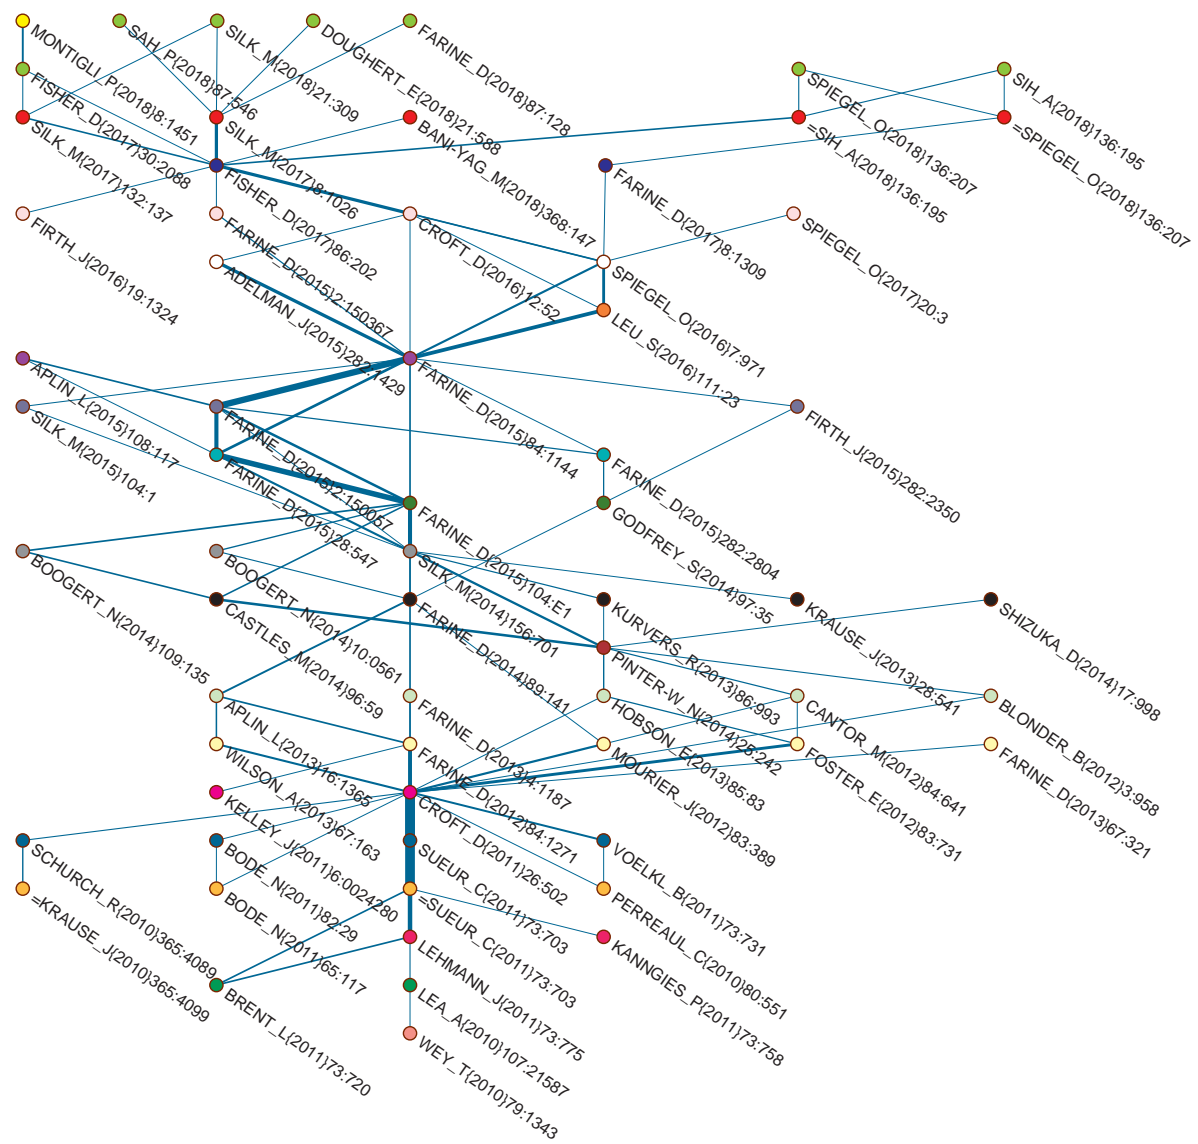 MONTIGLI_P{2018}8:1451
SAH_P{2018}87:546
SILK_M{2018}21:309
DOUGHERT_E{2018}21:588
FARINE_D{2018}87:128
FISHER_D{2017}30:2088
SPIEGEL_O{2018}136:207
SIH_A{2018}136:195
SILK_M{2017}132:137
SILK_M{2017}8:1026
BANI-YAG_M{2018}368:147
=SIH_A{2018}136:195
=SPIEGEL_O{2018}136:207
FISHER_D{2017}86:202
FARINE_D{2017}8:1309
FIRTH_J{2016}19:1324
FARINE_D{2015}2:150367
CROFT_D{2016}12:52
SPIEGEL_O{2017}20:3
ADELMAN_J{2015}282:1429
SPIEGEL_O{2016}7:971
LEU_S{2016}111:23
APLIN_L{2015}108:117
FARINE_D{2015}84:1144
SILK_M{2015}104:1
FARINE_D{2015}2:150057
FIRTH_J{2015}282:2350
FARINE_D{2015}28:547
FARINE_D{2015}282:2804
FARINE_D{2015}104:E1
GODFREY_S{2014}97:35
BOOGERT_N{2014}109:135
BOOGERT_N{2014}10:0561
SILK_M{2014}156:701
CASTLES_M{2014}96:59
FARINE_D{2014}89:141
KURVERS_R{2013}86:993
KRAUSE_J{2013}28:541
SHIZUKA_D{2014}17:998
PINTER-W_N{2014}25:242
APLIN_L{2013}16:1365
FARINE_D{2013}4:1187
HOBSON_E{2013}85:83
CANTOR_M{2012}84:641
BLONDER_B{2012}3:958
WILSON_A{2013}67:163
FARINE_D{2012}84:1271
MOURIER_J{2012}83:389
FOSTER_E{2012}83:731
FARINE_D{2013}67:321
KELLEY_J{2011}6:0024280
CROFT_D{2011}26:502
SCHURCH_R{2010}365:4089
BODE_N{2011}82:29
SUEUR_C{2011}73:703
VOELKL_B{2011}73:731
=KRAUSE_J{2010}365:4099
BODE_N{2011}65:117
=SUEUR_C{2011}73:703
PERREAUL_C{2010}80:551
LEHMANN_J{2011}73:775
KANNGIES_P{2011}73:758
BRENT_L{2011}73:720
LEA_A{2010}107:21587
WEY_T{2010}79:1343